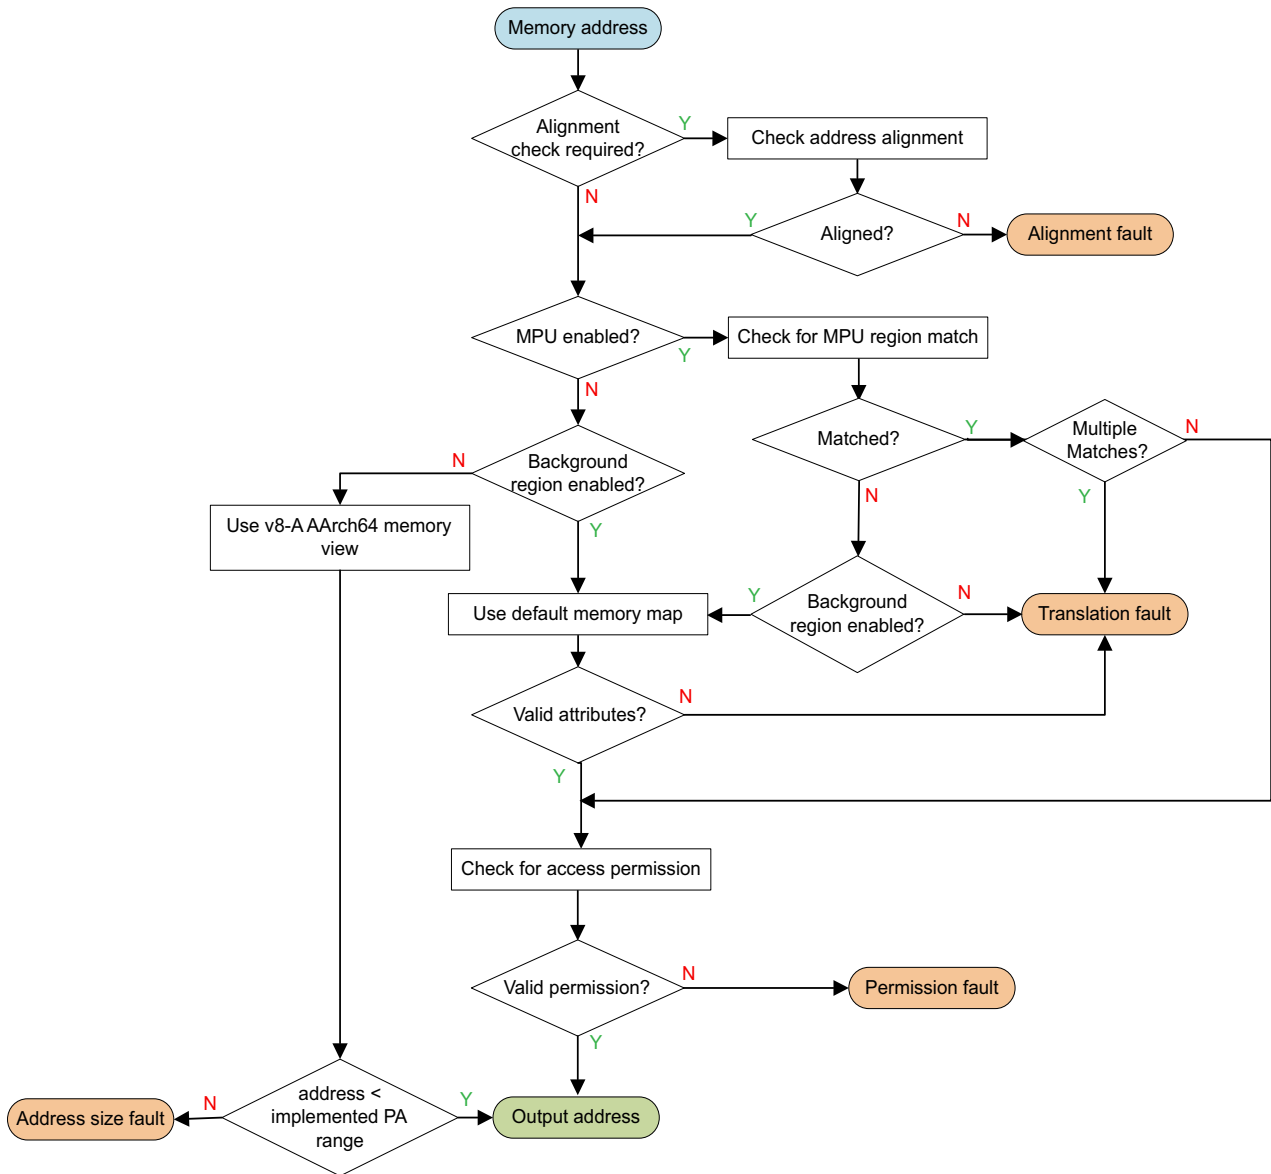 Memory address
Alignment
check required?
Y
Check address alignment
N
Y
Aligned?
N
Alignment fault
MPU enabled?
Y
Check for MPU region match
N
Matched?
Y
Multiple
Matches?
N
N
Background
region enabled?
N
Y
Y
Use v8-A AArch64 memory
view
Use default memory map
Y
Background
region enabled?
N
Translation fault
Valid attributes?
N
Y
Check for access permission
Valid permission?
N
Permission fault
Y
Address size fault
N
address <
implemented PA
range
Y
Output address